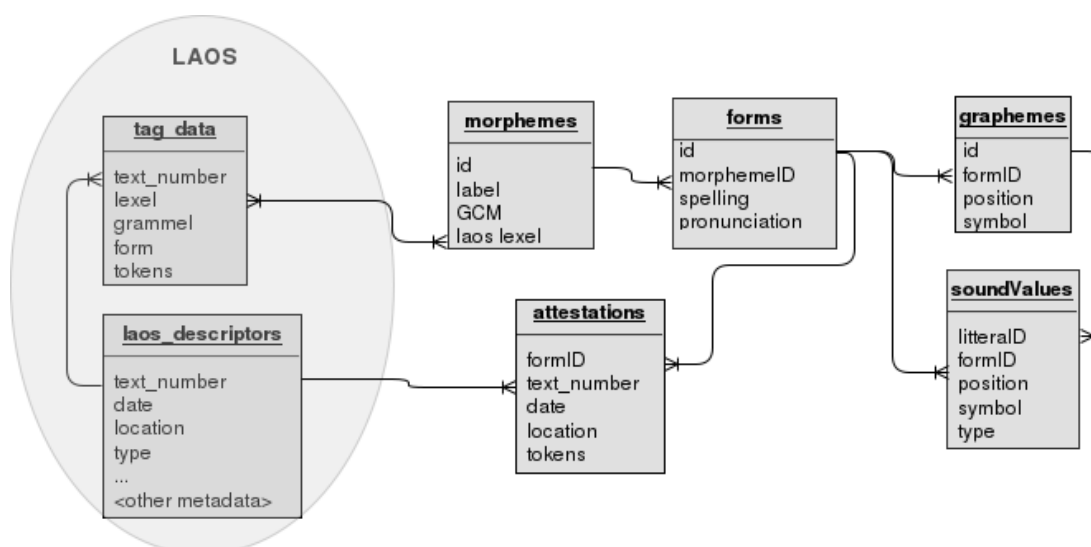 LAOS
tag_data
text_number
lexel
grammel
form
tokens
laos_descriptors
text_number
date
location
type
...
<other metadata>
morphemes
id
label
GCM
laos lexel
attestations
formID
text_number
date
location
tokens
forms
id
morphemeID
spelling
pronunciation
graphemes
id
formID
position
symbol
soundValues
litteraID
formID
position
symbol
type